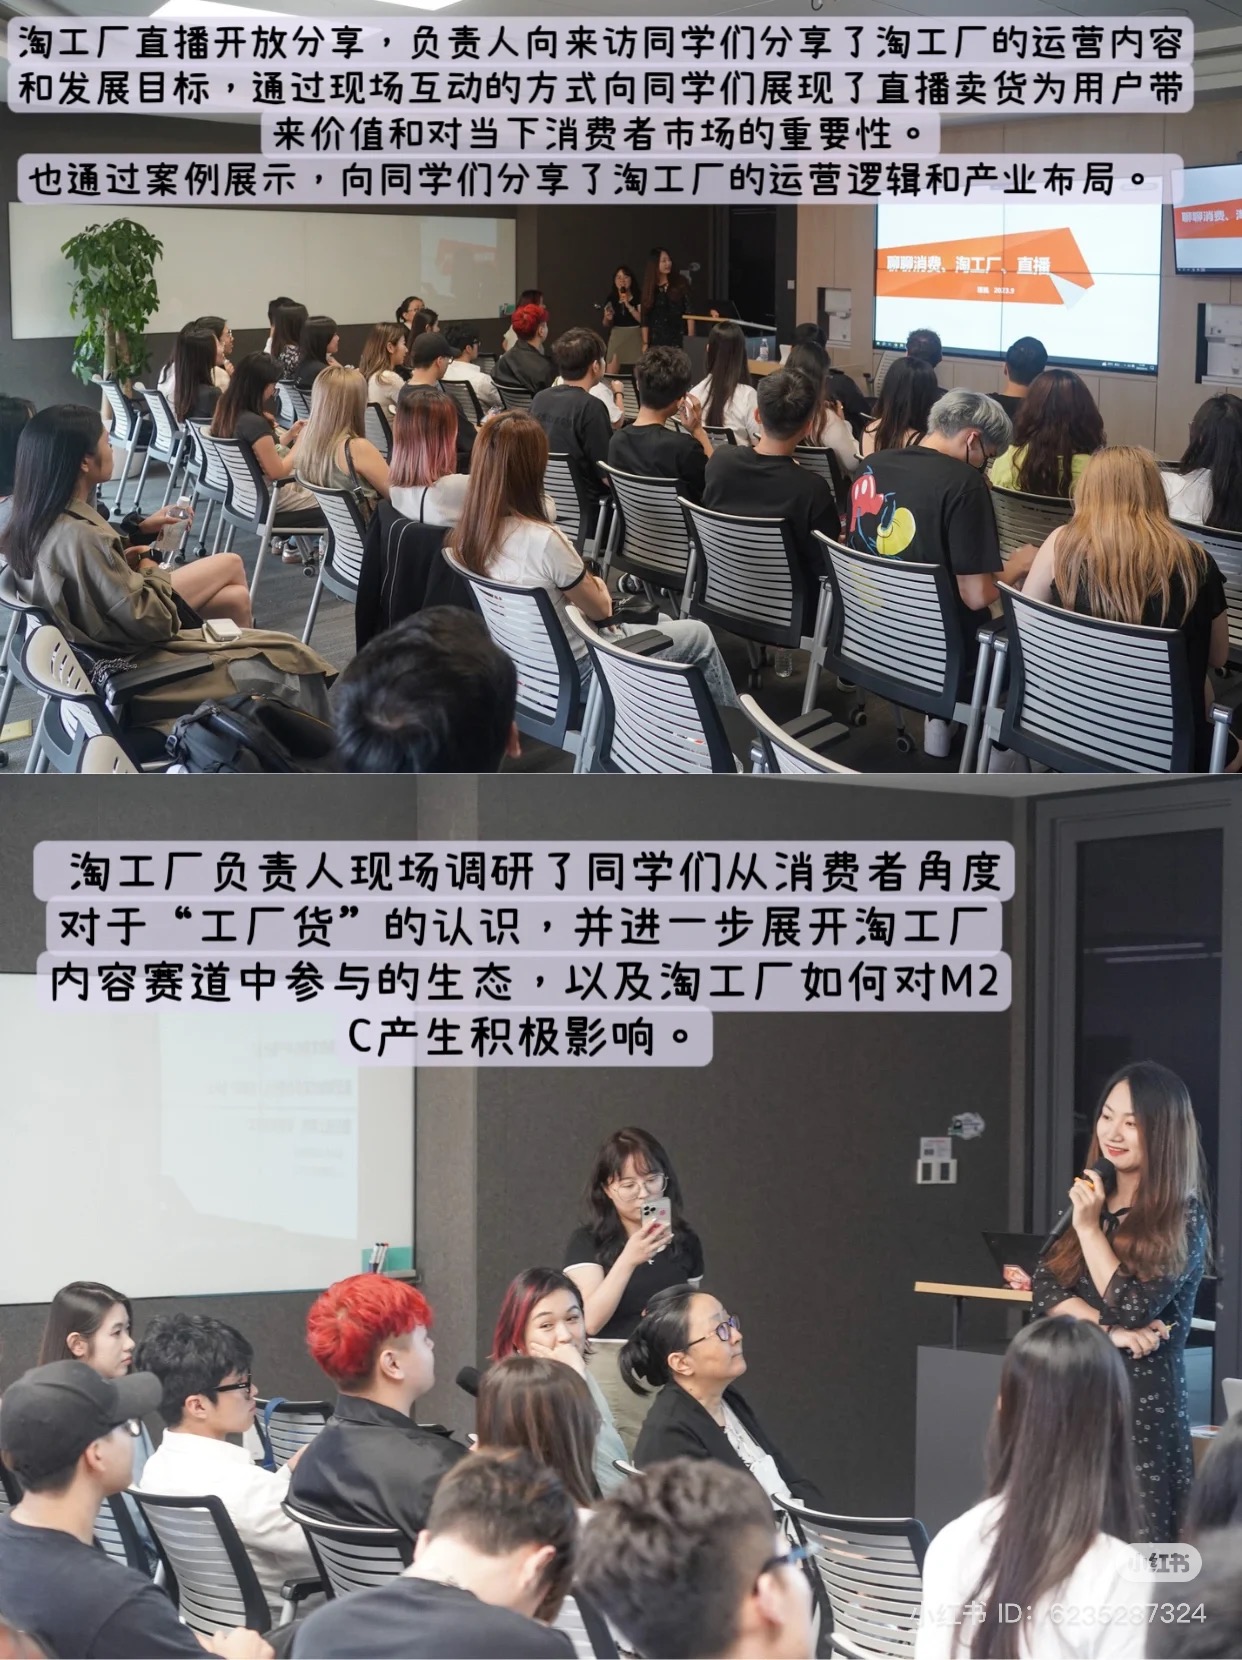 淘工厂直播开放分享，负责人向来访同学们分享了淘工厂的运营内容
和发展目标，通过现场互动的方式向同学们展现了直播卖货为用户带
来价值和对当下消费者市场的重要性。
也通过案例展示，向同学们分享了淘工厂的运营逻辑和产业布局。
聊聊消费、淘工厂、直播
2023.9
聊聊消费、淘
淘工厂负责人现场调研了同学们从消费者角度
对于“工厂货”的认识，并进一步展开淘工厂
内容赛道中参与的生态，以及淘工厂如何对M2
C产生积极影响。
小红书
小红书 ID：6235287324